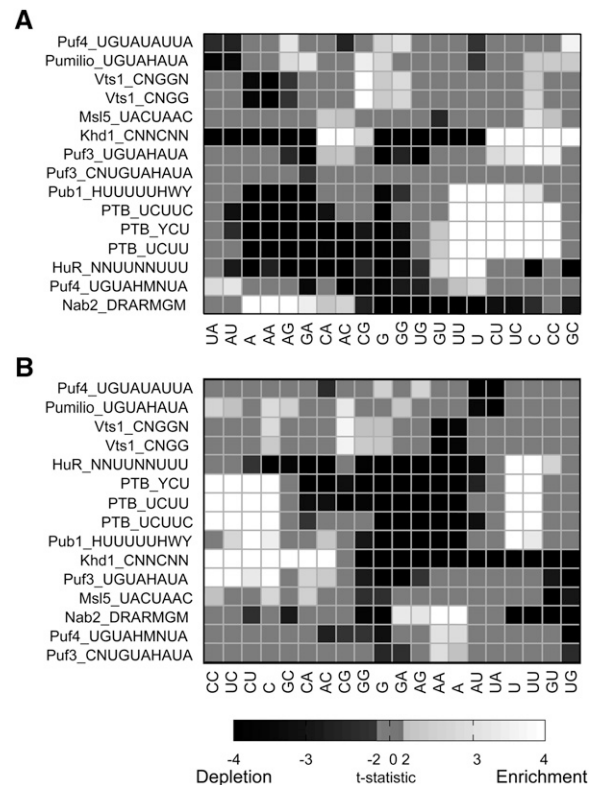 A
Puf4_UGUAUAUUA
Pumilio_UGUAHAUA
Vts1_CNGGN
Vts1_CNGG
Msl5_UACUAAC
Khd1_CNNCNN
Puf3_UGUAHAUA
Puf3_CNUGUAHAUA
Pub1_HUUUUUHWY
PTB_UCUUC
PTB_YCU
PTB_UCUU
HuR_NNUUNNUUU
Puf4_UGUAHMNUA
Nab2_DRARMGM
UA AU A AA AG GA CA AC CG G GG UG GU UU U CU UC C CC GC
B
Puf4_UGUAUAUUA
Pumilio_UGUAHAUA
Vts1_CNGGN
Vts1_CNGG
HuR_NNUUNNUUU
PTB_YCU
PTB_UCUU
PTB_UCUUC
Pub1_HUUUUUHWY
Khd1_CNNCNN
Puf3_UGUAHAUA
Msl5_UACUAAC
Nab2_DRARMGM
Puf4_UGUAHMNUA
Puf3_CNUGUAHAUA
CC UC CU C GC CA AC CG GG G GA AG AA A AU UA U UU GU UG
-4 -3 -2 0 2 3 4
Depletion t-statistic Enrichment